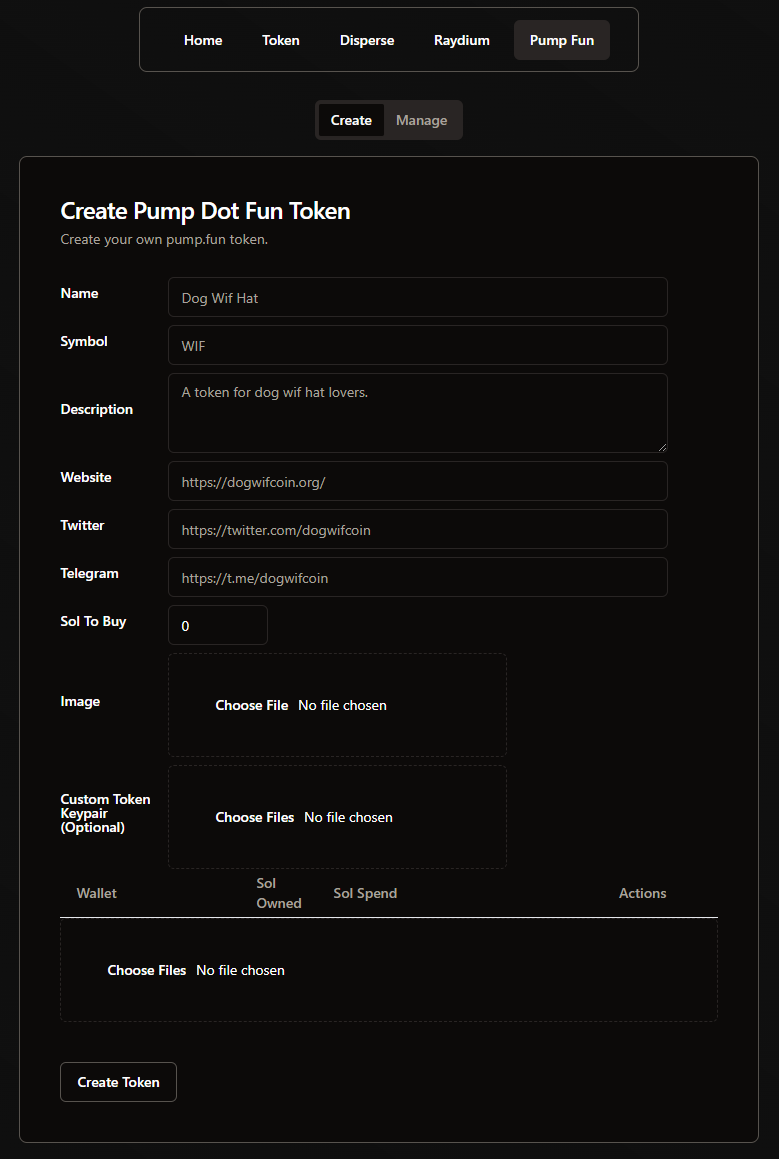 Home Token Disperse Raydium Pump Fun
Create Manage
Create Pump Dot Fun Token
Create your own pump.fun token.
Name Dog Wif Hat
Symbol WIF
Description A token for dog wif hat lovers.
Website https://dogwifcoin.org/
Twitter https://twitter.com/dogwifcoin
Telegram https://t.me/dogwifcoin
Sol To Buy 0
Image Choose File No file chosen
Custom Token
Keypair
(Optional)
Choose Files No file chosen
Wallet Sol Owned Sol Spend Actions
Choose Files No file chosen
Create Token